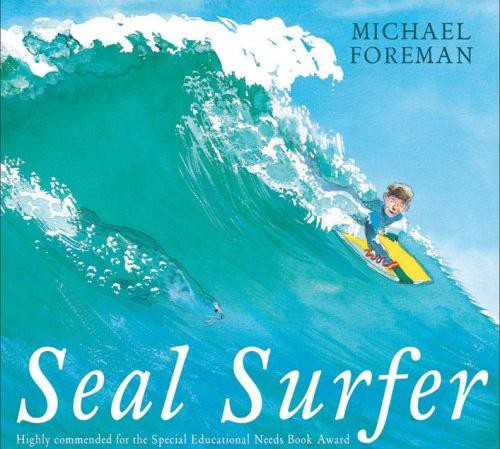 MICHAEL
FOREMAN
Seal Surfer
Highly commended for the Special Educational Needs Book Award